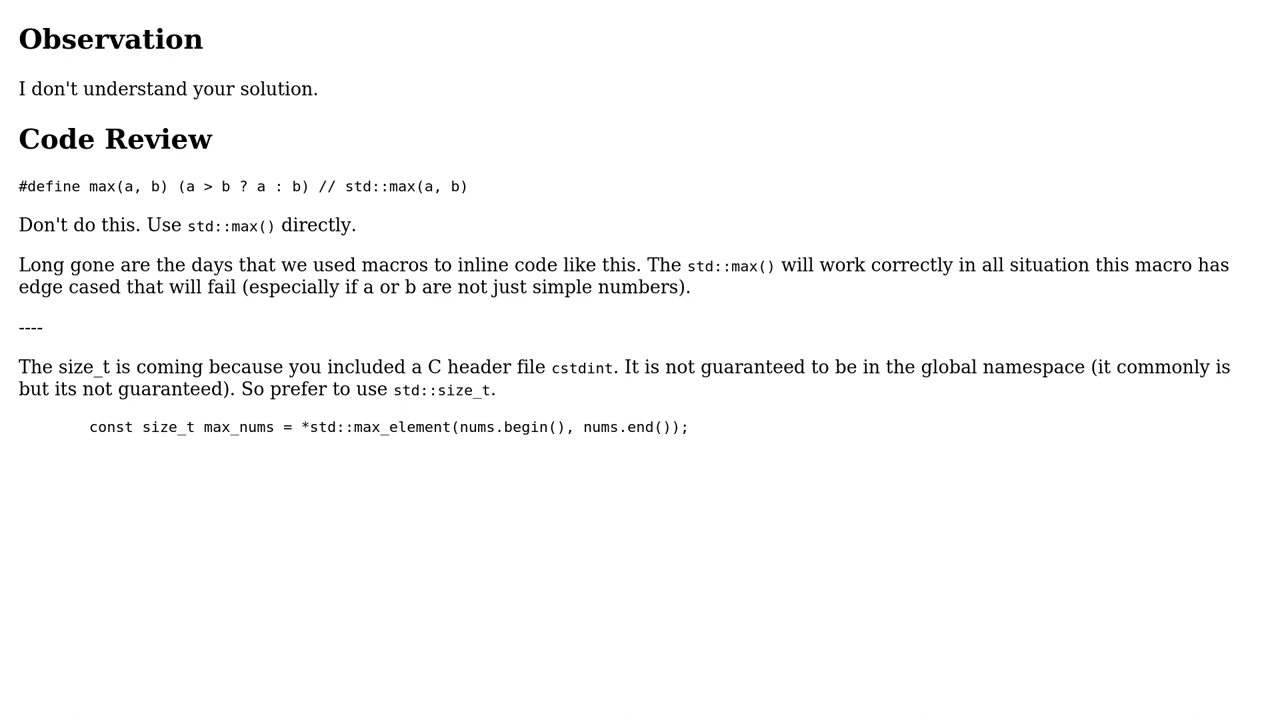 Observation
I don't understand your solution.
Code Review
#define max(a, b) (a > b ? a : b) // std::max(a, b)
Don't do this. Use std::max() directly.
Long gone are the days that we used macros to inline code like this. The std::max() will work correctly in all situation this macro has
edge cased that will fail (especially if a or b are not just simple numbers).
----
The size_t is coming because you included a C header file cstdint. It is not guaranteed to be in the global namespace (it commonly is
but its not guaranteed). So prefer to use std::size_t.
        const size_t max_nums = *std::max_element(nums.begin(), nums.end());